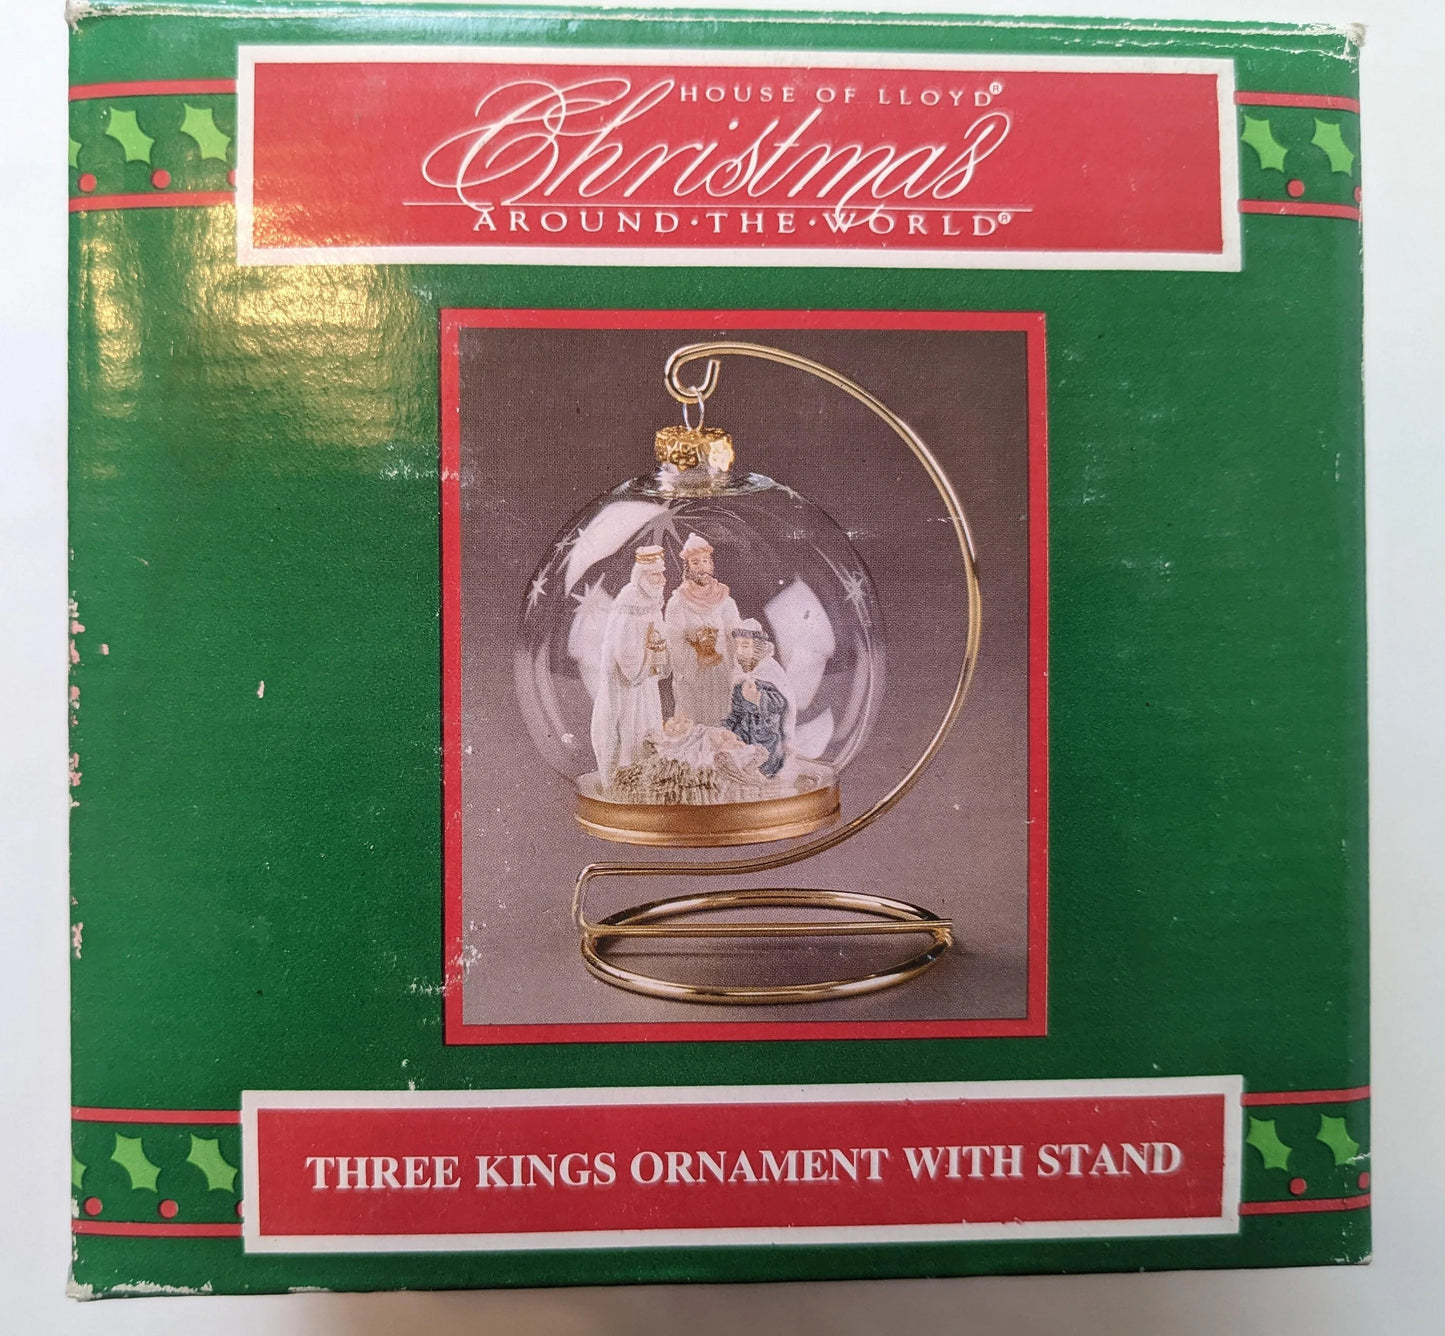 HOUSE OF LLOYD®
Christmas
AROUND·THE·WORLD®
THREE KINGS ORNAMENT WITH STAND